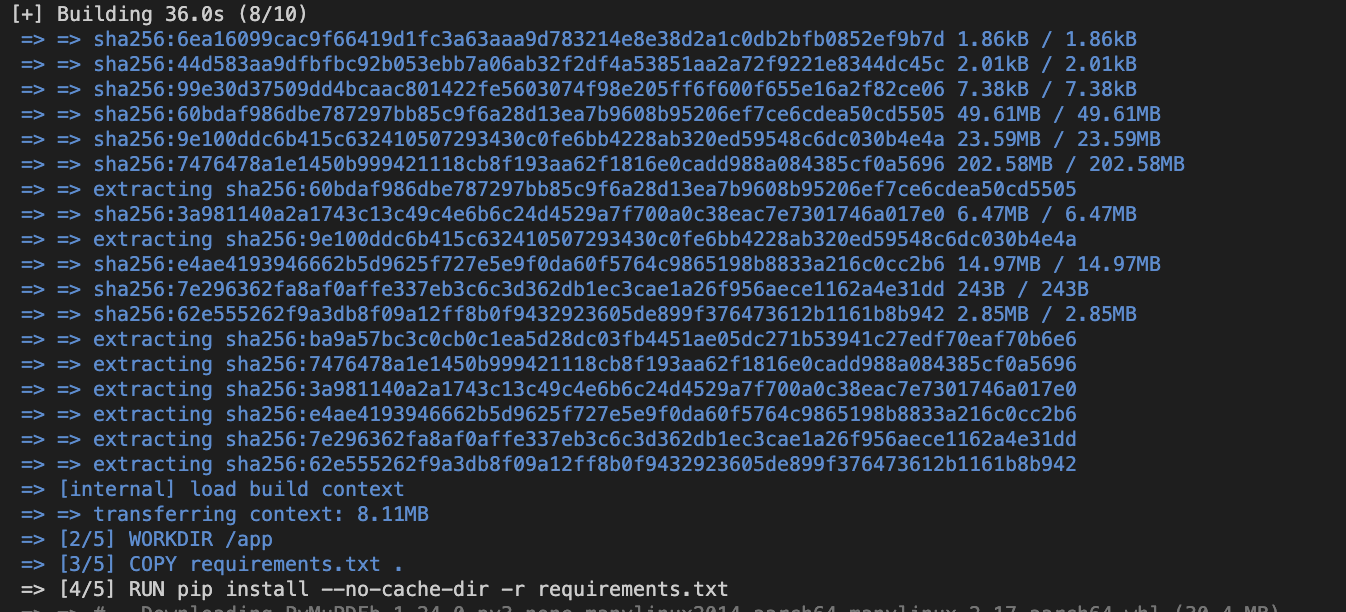 [+] Building 36.0s (8/10)
=> => sha256:6ea16099cac9f66419d1fc3a63aaa9d783214e8e38d2a1c0db2bfb0852ef9b7d 1.86kB / 1.86kB
=> => sha256:44d583aa9dfbfbc92b053ebb7a06ab32f2df4a53851aa2a72f9221e8344dc45c 2.01kB / 2.01kB
=> => sha256:99e30d37509dd4bcaac801422fe5603074f98e205ff6f600f655e16a2f82ce06 7.38kB / 7.38kB
=> => sha256:60bdaf986dbe787297bb85c9f6a28d13ea7b9608b95206ef7ce6cdea50cd5505 49.61MB / 49.61MB
=> => sha256:9e100ddc6b415c632410507293430c0fe6bb4228ab320ed59548c6dc030b4e4a 23.59MB / 23.59MB
=> => sha256:7476478a1e1450b999421118cb8f193aa62f1816e0cadd988a084385cf0a5696 202.58MB / 202.58MB
=> => extracting sha256:60bdaf986dbe787297bb85c9f6a28d13ea7b9608b95206ef7ce6cdea50cd5505
=> => sha256:3a981140a2a1743c13c49c4e6b6c24d4529a7f700a0c38eac7e7301746a017e0 6.47MB / 6.47MB
=> => extracting sha256:9e100ddc6b415c632410507293430c0fe6bb4228ab320ed59548c6dc030b4e4a
=> => sha256:e4ae4193946662b5d9625f727e5e9f0da60f5764c9865198b8833a216c0cc2b6 14.97MB / 14.97MB
=> => sha256:7e296362fa8af0affe337eb3c6c3d362db1ec3cae1a26f956aece1162a4e31dd 243B / 243B
=> => sha256:62e555262f9a3db8f09a12ff8b0f9432923605de899f376473612b1161b8b942 2.85MB / 2.85MB
=> => extracting sha256:ba9a57bc3c0cb0c1ea5d28dc03fb4451ae05dc271b53941c27edf70eaf70b6e6
=> => extracting sha256:7476478a1e1450b999421118cb8f193aa62f1816e0cadd988a084385cf0a5696
=> => extracting sha256:3a981140a2a1743c13c49c4e6b6c24d4529a7f700a0c38eac7e7301746a017e0
=> => extracting sha256:e4ae4193946662b5d9625f727e5e9f0da60f5764c9865198b8833a216c0cc2b6
=> => extracting sha256:7e296362fa8af0affe337eb3c6c3d362db1ec3cae1a26f956aece1162a4e31dd
=> => extracting sha256:62e555262f9a3db8f09a12ff8b0f9432923605de899f376473612b1161b8b942
=> [internal] load build context
=> => transferring context: 8.11MB
=> [2/5] WORKDIR /app
=> [3/5] COPY requirements.txt .
=> [4/5] RUN pip install --no-cache-dir -r requirements.txt
=> => # Downloading